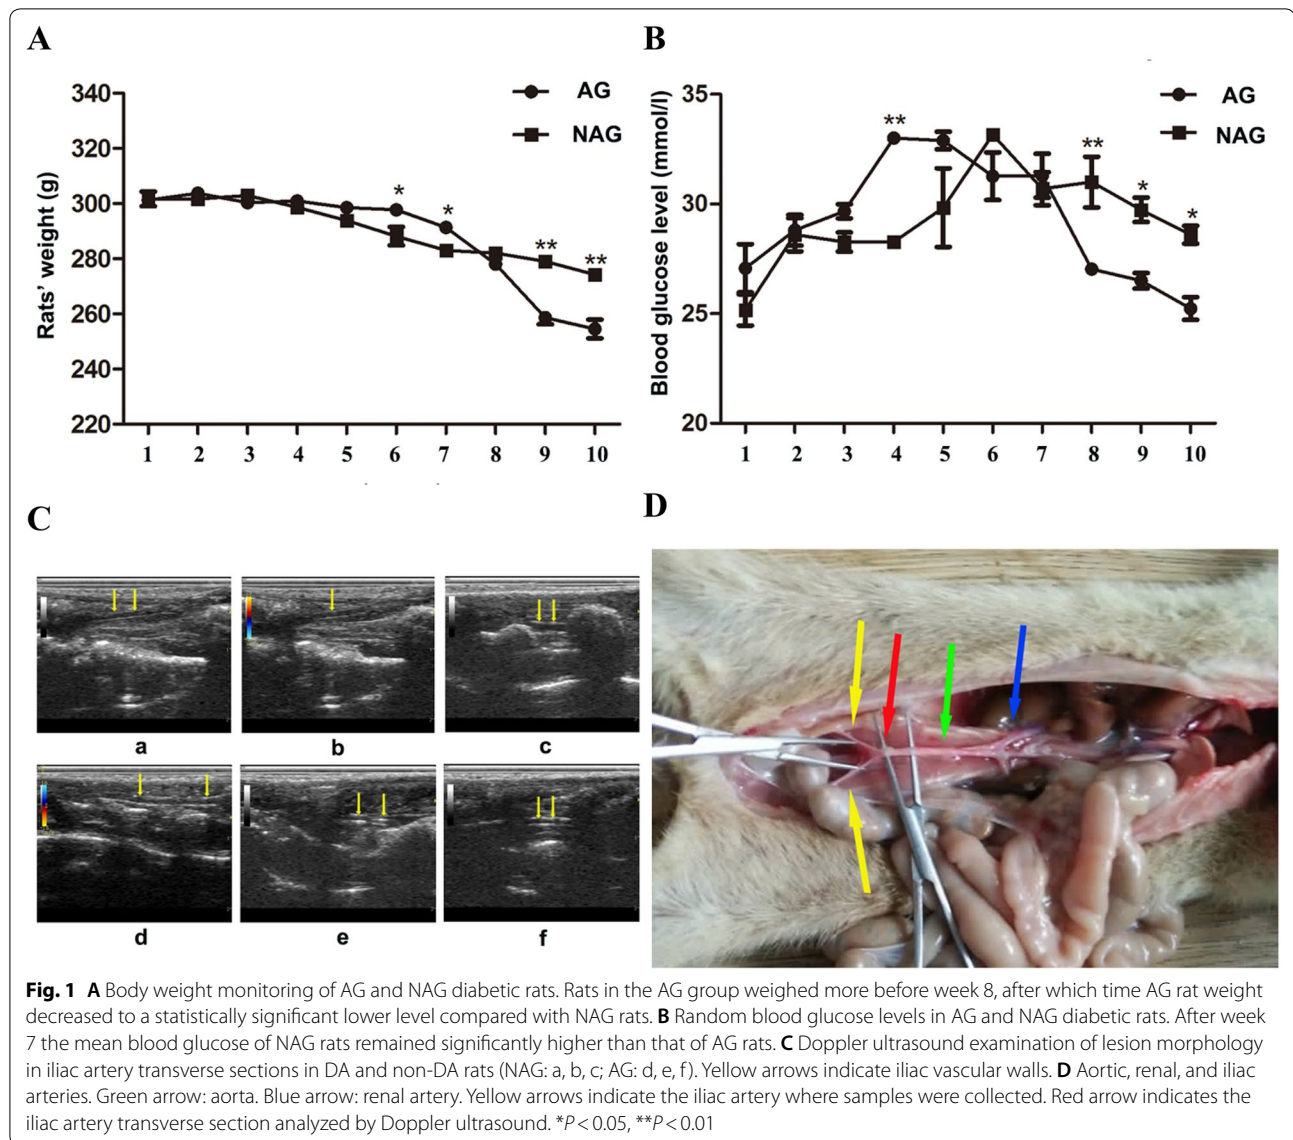 A
B
340
320
300
280
260
240
220
Rats' weight (g)
AG
NAG
*
*
**
**
1 2 3 4 5 6 7 8 9 10
35
30
25
20
Blood glucose level (mmol/l)
AG
NAG
**
**
*
*
1 2 3 4 5 6 7 8 9 10
C
D
a b c
d e f
Fig. 1 A Body weight monitoring of AG and NAG diabetic rats. Rats in the AG group weighed more before week 8, after which time AG rat weight
decreased to a statistically significant lower level compared with NAG rats. B Random blood glucose levels in AG and NAG diabetic rats. After week
7 the mean blood glucose of NAG rats remained significantly higher than that of AG rats. C Doppler ultrasound examination of lesion morphology
in iliac artery transverse sections in DA and non-DA rats (NAG: a, b, c; AG: d, e, f). Yellow arrows indicate iliac vascular walls. D Aortic, renal, and iliac
arteries. Green arrow: aorta. Blue arrow: renal artery. Yellow arrows indicate the iliac artery where samples were collected. Red arrow indicates the
iliac artery transverse section analyzed by Doppler ultrasound. *P < 0.05, **P < 0.01